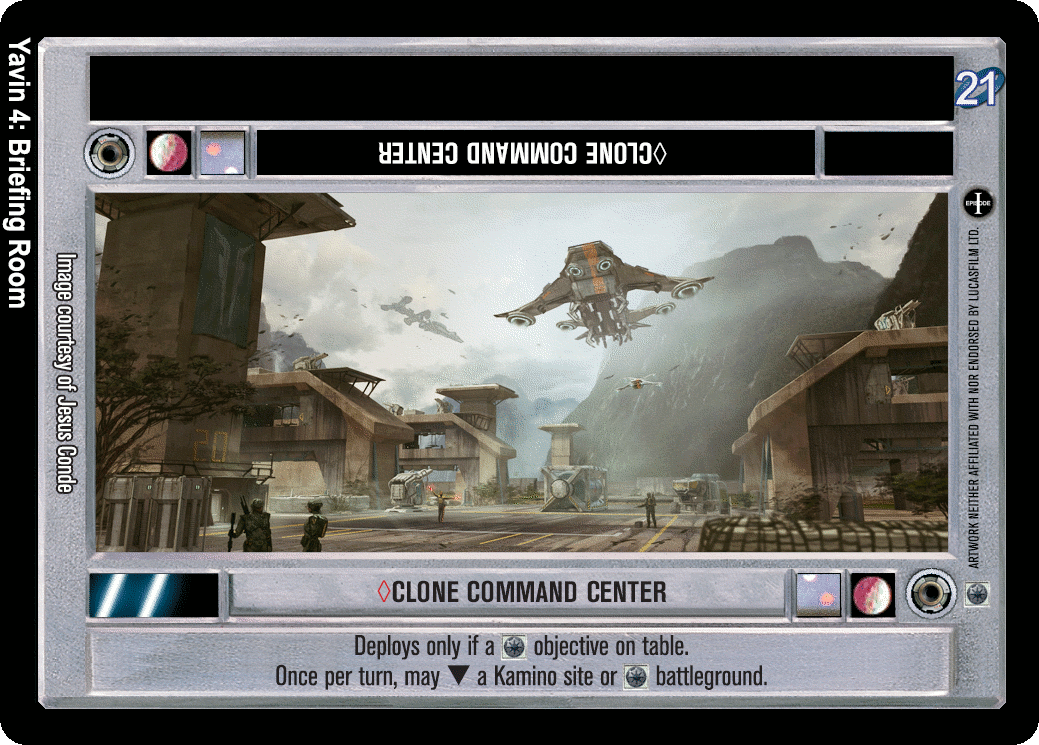 Yavin 4: Briefing Room
21
◊CLONE COMMAND CENTER
EPISODE
I
Image courtesy of Jesus Conde
ARTWORK NEITHER AFFILIATED WITH NOR ENDORSED BY LUCASFILM LTD.
◊CLONE COMMAND CENTER
Deploys only if a objective on table.
Once per turn, may ▼ a Kamino site or battleground.